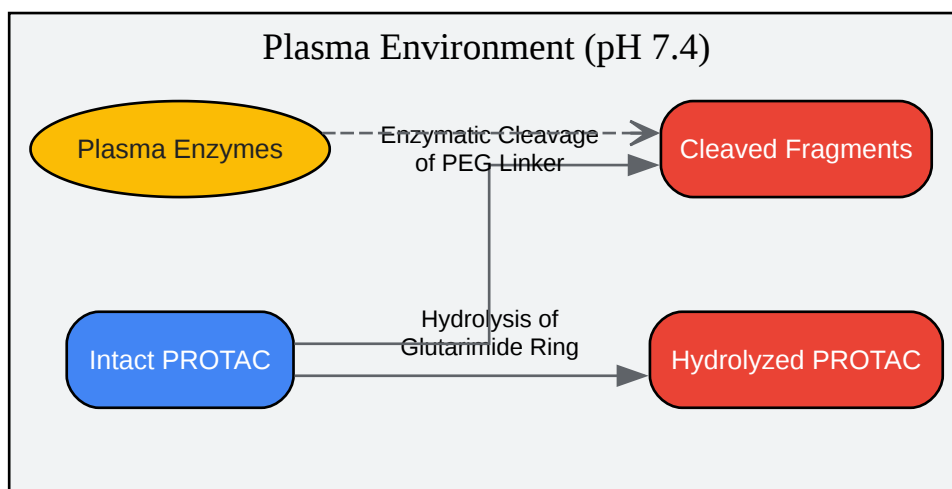 Plasma Environment (pH 7.4)
Plasma Enzymes
Enzymatic Cleavage
of PEG Linker
Cleaved Fragments
Intact PROTAC
Hydrolysis of
Glutarimide Ring
Hydrolyzed PROTAC